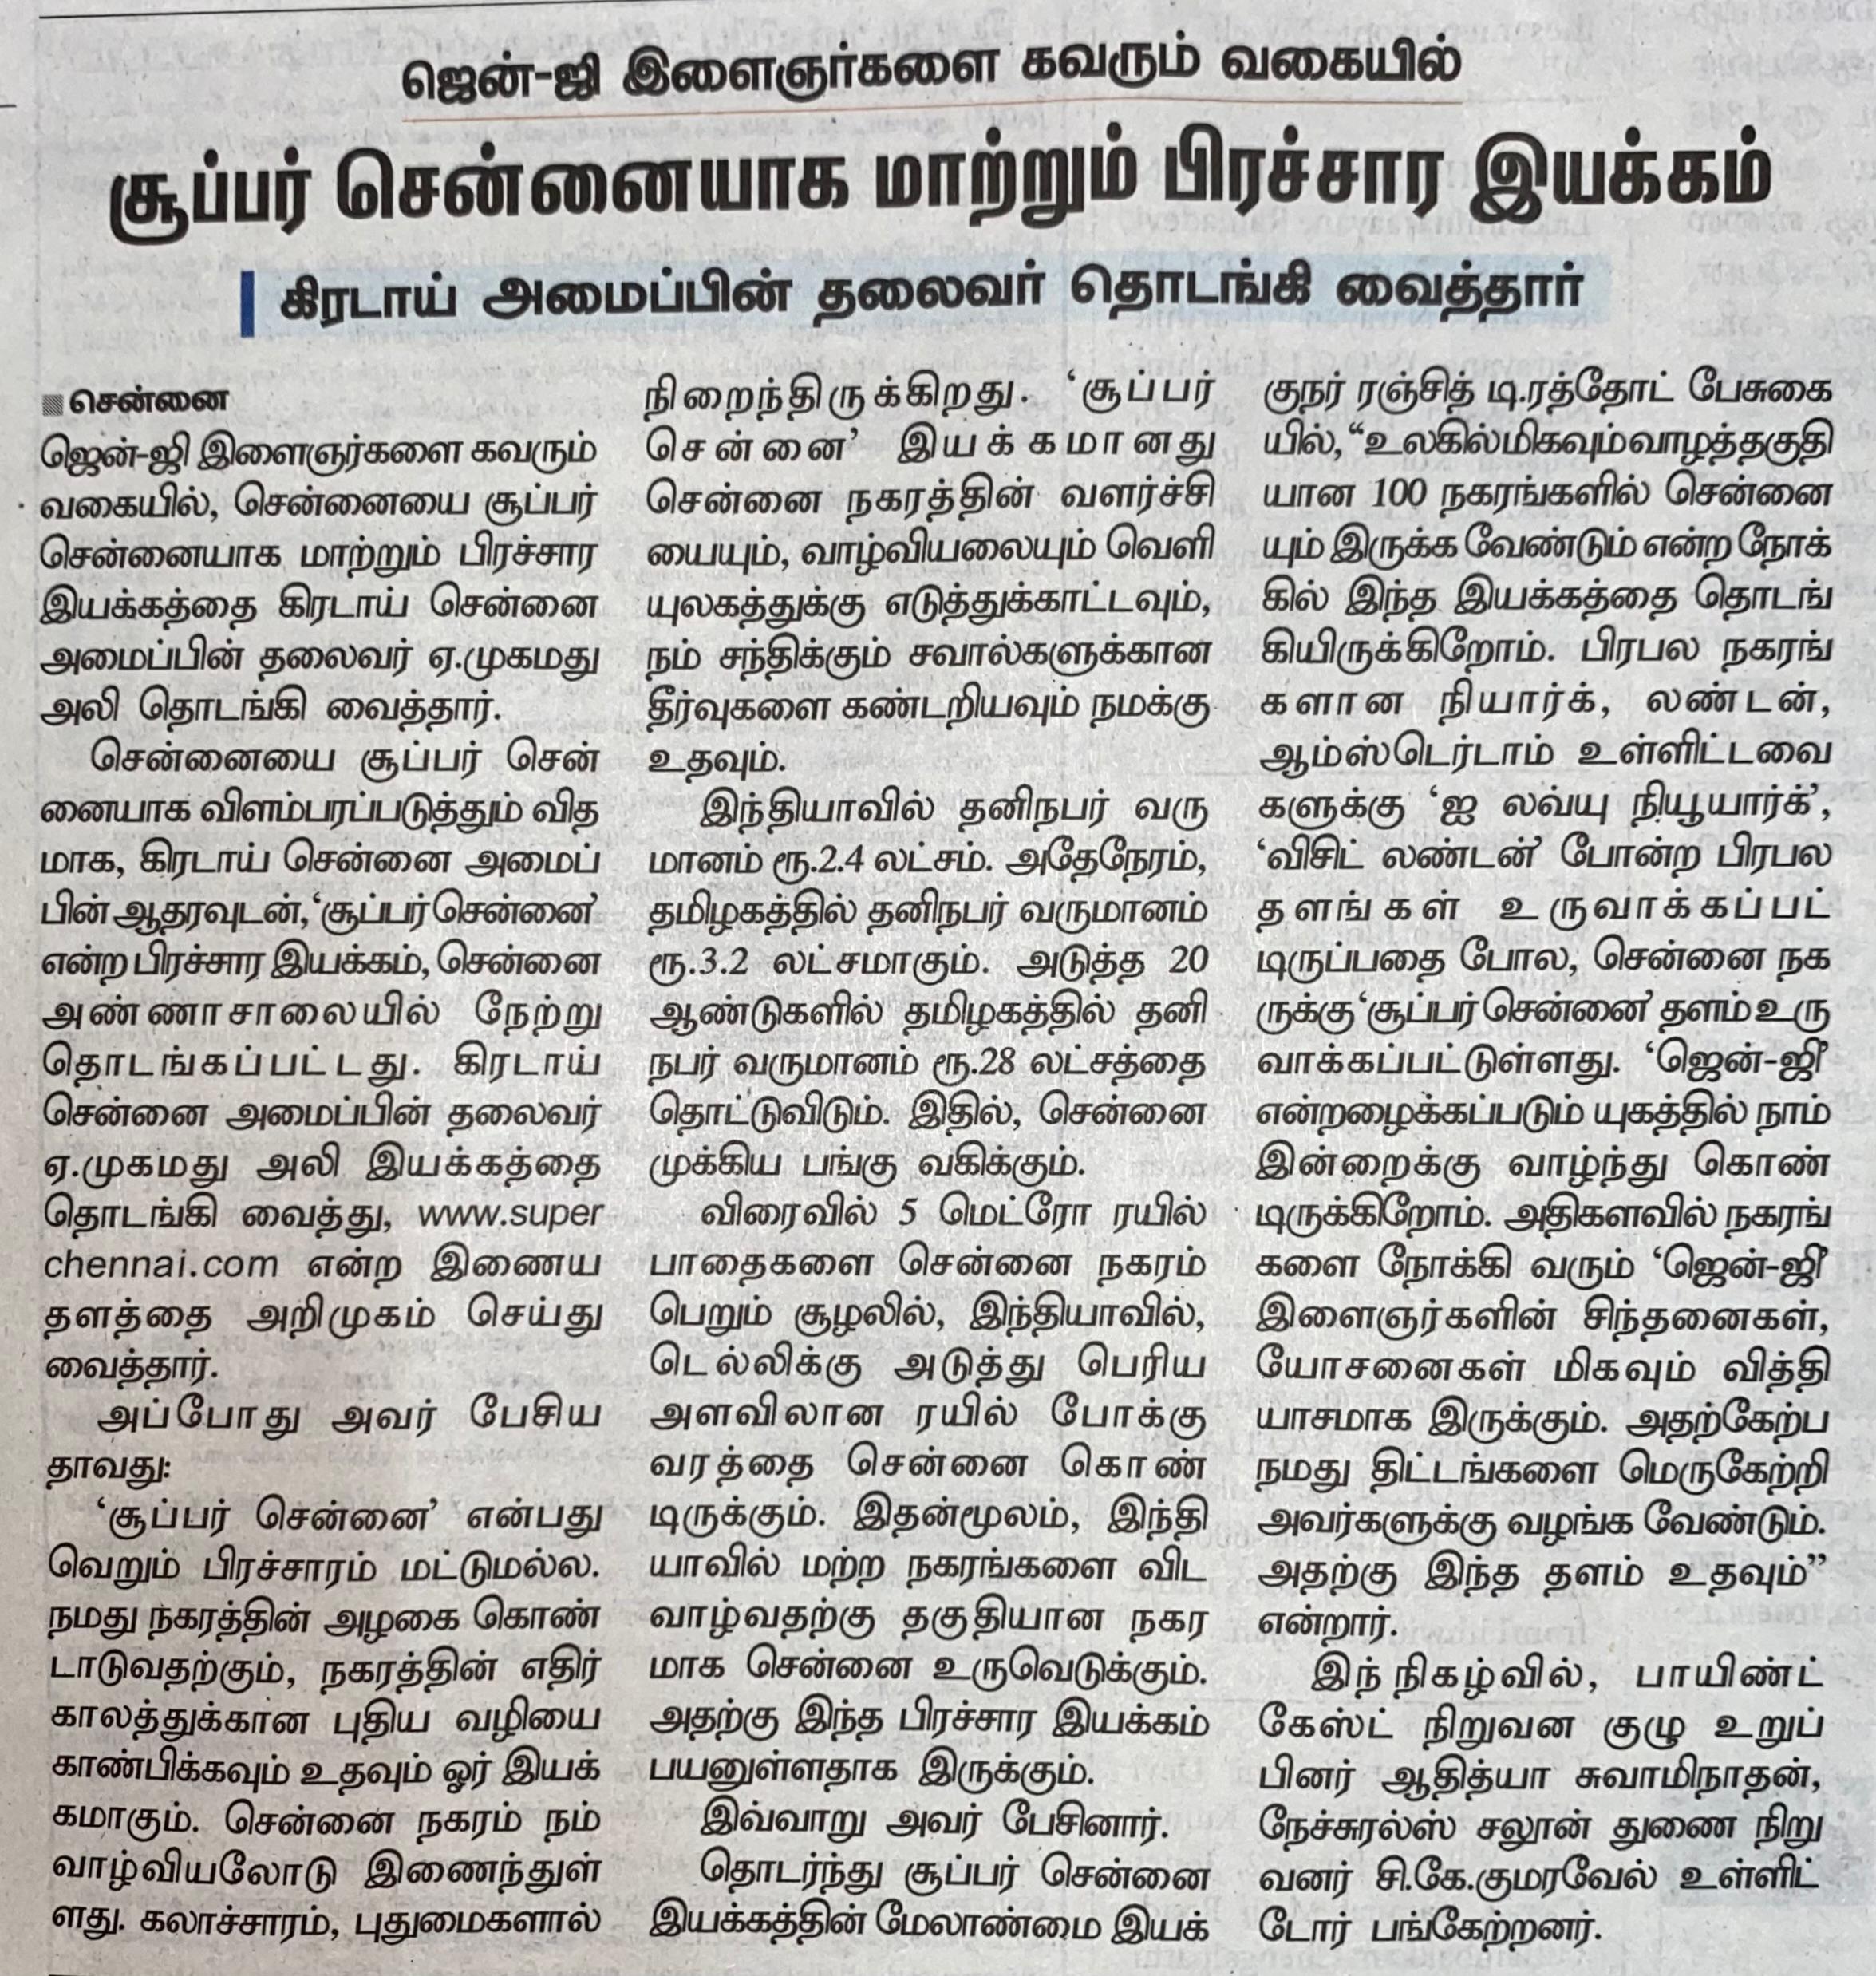 ஜென்-ஜி இளைஞர்களை கவரும் வகையில்
சூப்பர் சென்னையாக மாற்றும் பிரச்சார இயக்கம்
கிரடாய் அமைப்பின் தலைவர் தொடங்கி வைத்தார்
சென்னை
ஜென்-ஜி இளைஞர்களை கவரும்
வகையில், சென்னையை சூப்பர்
சென்னையாக மாற்றும் பிரச்சார
இயக்கத்தை கிரடாய் சென்னை
அமைப்பின் தலைவர் ஏ.முகமது
அலி தொடங்கி வைத்தார்.
சென்னையை சூப்பர் சென்
னையாக விளம்பரப்படுத்தும் வித
மாக, கிரடாய் சென்னை அமைப்
பின் ஆதரவுடன், ‘சூப்பர் சென்னை’
என்ற பிரச்சார இயக்கம், சென்னை
அண்ணாசாலையில் நேற்று
தொடங்கப்பட்டது. கிரடாய்
சென்னை அமைப்பின் தலைவர்
ஏ.முகமது அலி இயக்கத்தை
தொடங்கி வைத்து, www.super
chennai.com என்ற இணைய
தளத்தை அறிமுகம் செய்து
வைத்தார்.
அப்போது அவர் பேசிய
தாவது:
‘சூப்பர் சென்னை’ என்பது
வெறும் பிரச்சாரம் மட்டுமல்ல.
நமது நகரத்தின் அழகை கொண்
டாடுவதற்கும், நகரத்தின் எதிர்
காலத்துக்கான புதிய வழியை
காண்பிக்கவும் உதவும் ஓர் இயக்
கமாகும். சென்னை நகரம் நம்
வாழ்வியலோடு இணைந்துள்
ளது. கலாச்சாரம், புதுமைகளால்
நிறைந்திருக்கிறது. ‘சூப்பர்
சென்னை’ இயக்கமானது
சென்னை நகரத்தின் வளர்ச்சி
யையும், வாழ்வியலையும் வெளி
யுலகத்துக்கு எடுத்துக்காட்டவும்,
நம் சந்திக்கும் சவால்களுக்கான
தீர்வுகளை கண்டறியவும் நமக்கு
உதவும்.
இந்தியாவில் தனிநபர் வரு
மானம் ரூ.2.4 லட்சம். அதேநேரம்,
தமிழகத்தில் தனிநபர் வருமானம்
ரூ.3.2 லட்சமாகும். அடுத்த 20
ஆண்டுகளில் தமிழகத்தில் தனி
நபர் வருமானம் ரூ.28 லட்சத்தை
தொட்டுவிடும். இதில், சென்னை
முக்கிய பங்கு வகிக்கும்.
விரைவில் 5 மெட்ரோ ரயில்
பாதைகளை சென்னை நகரம்
பெறும் சூழலில், இந்தியாவில்,
டெல்லிக்கு அடுத்து பெரிய
அளவிலான ரயில் போக்கு
வரத்தை சென்னை கொண்
டிருக்கும். இதன்மூலம், இந்தி
யாவில் மற்ற நகரங்களை விட
வாழ்வதற்கு தகுதியான நகர
மாக சென்னை உருவெடுக்கும்.
அதற்கு இந்த பிரச்சார இயக்கம்
பயனுள்ளதாக இருக்கும்.
இவ்வாறு அவர் பேசினார்.
தொடர்ந்து சூப்பர் சென்னை
இயக்கத்தின் மேலாண்மை இயக்
குநர் ரஞ்சித் டி.ரத்தோட் பேசுகை
யில், “உலகில் மிகவும் வாழத்தகுதி
யான 100 நகரங்களில் சென்னை
யும் இருக்க வேண்டும் என்ற நோக்
கில் இந்த இயக்கத்தை தொடங்
கியிருக்கிறோம். பிரபல நகரங்
களான நியார்க், லண்டன்,
ஆம்ஸ்டெர்டாம் உள்ளிட்டவை
களுக்கு ‘ஐ லவ்யு நியூயார்க்’,
‘விசிட் லண்டன்’ போன்ற பிரபல
தளங்கள் உருவாக்கப்பட்
டிருப்பதை போல, சென்னை நக
ருக்கு ‘சூப்பர் சென்னை’ தளம் உரு
வாக்கப்பட்டுள்ளது. ‘ஜென்-ஜி’
என்றழைக்கப்படும் யுகத்தில் நாம்
இன்றைக்கு வாழ்ந்து கொண்
டிருக்கிறோம். அதிகளவில் நகரங்
களை நோக்கி வரும் ‘ஜென்-ஜி’
இளைஞர்களின் சிந்தனைகள்,
யோசனைகள் மிகவும் வித்தி
யாசமாக இருக்கும். அதற்கேற்ப
நமது திட்டங்களை மெருகேற்றி
அவர்களுக்கு வழங்க வேண்டும்.
அதற்கு இந்த தளம் உதவும்”
என்றார்.
இந்நிகழ்வில், பாயிண்ட்
கேஸ்ட் நிறுவன குழு உறுப்
பினர் ஆதித்யா சுவாமிநாதன்,
நேச்சுரல்ஸ் சலூன் துணை நிறு
வனர் சி.கே.குமரவேல் உள்ளிட்
டோர் பங்கேற்றனர்.